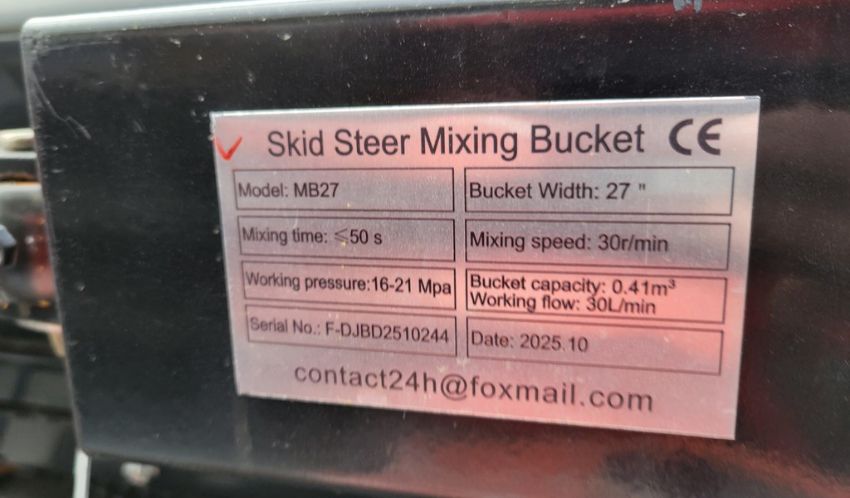 Skid Steer Mixing Bucket CE
Model: MB27
Bucket Width: 27 "
Mixing time: ≤50 s
Mixing speed: 30r/min
Working pressure:16-21 Mpa
Bucket capacity: 0.41m³
Working flow: 30L/min
Serial No.: F-DJBD2510244
Date: 2025.10
contact24h@foxmail.com